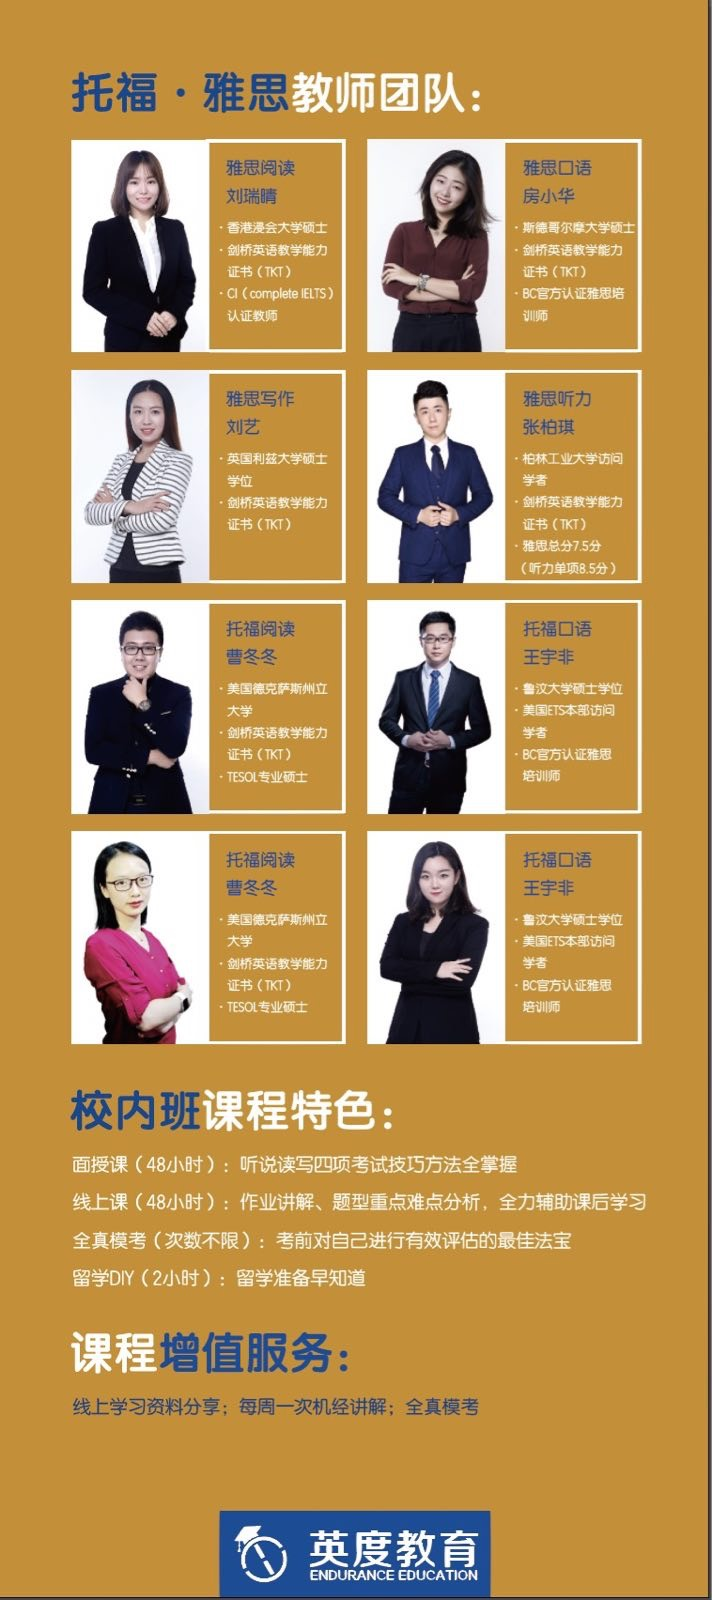 托福·雅思教师团队：
雅思阅读
刘瑞晴
·香港浸会大学硕士
·剑桥英语教学能力
证书（TKT）
·CI（complete IELTS）
认证教师
雅思口语
房小华
·斯德哥尔摩大学硕士
·剑桥英语教学能力
证书（TKT）
·BC官方认证雅思培
训师
雅思写作
刘艺
·英国利兹大学硕士
学位
·剑桥英语教学能力
证书（TKT）
雅思听力
张柏琪
·柏林工业大学访问
学者
·剑桥英语教学能力
证书（TKT）
·雅思总分7.5分
（听力单项8.5分）
托福阅读
曹冬冬
·美国德克萨斯州立
大学
·剑桥英语教学能力
证书（TKT）
·TESOL专业硕士
托福口语
王宇非
·鲁汶大学硕士学位
·美国ETS本部访问
学者
·BC官方认证雅思
培训师
托福阅读
曹冬冬
·美国德克萨斯州立
大学
·剑桥英语教学能力
证书（TKT）
·TESOL专业硕士
托福口语
王宇非
·鲁汶大学硕士学位
·美国ETS本部访问
学者
·BC官方认证雅思
培训师
校内班课程特色：
面授课（48小时）：听说读写四项考试技巧方法全掌握
线上课（48小时）：作业讲解、题型重点难点分析，全力辅助课后学习
全真模考（次数不限）：考前对自己进行有效评估的最佳法宝
留学DIY（2小时）：留学准备早知道
课程增值服务：
线上学习资料分享；每周一次机经讲解；全真模考
英度教育
ENDURANCE EDUCATION